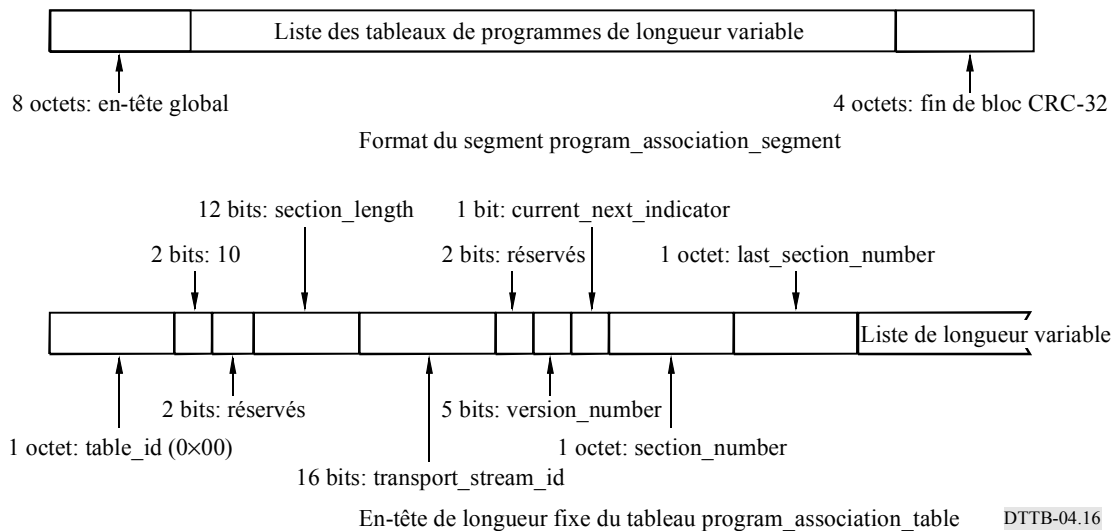 Liste des tableaux de programmes de longueur variable
8 octets: en-tête global
4 octets: fin de bloc CRC-32
Format du segment program_association_segment
12 bits: section_length
1 bit: current_next_indicator
2 bits: 10
2 bits: réservés
1 octet: last_section_number
Liste de longueur variable
2 bits: réservés
5 bits: version_number
1 octet: table_id (0×00)
1 octet: section_number
16 bits: transport_stream_id
En-tête de longueur fixe du tableau program_association_table
DTTB-04.16